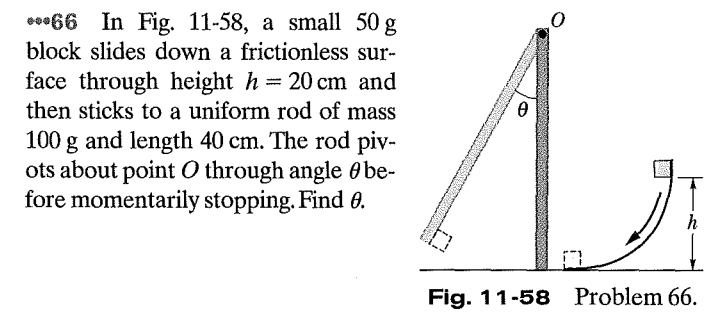 •••66 In Fig. 11-58, a small 50 g
block slides down a frictionless sur-
face through height h = 20 cm and
then sticks to a uniform rod of mass
100 g and length 40 cm. The rod piv-
ots about point O through angle θ be-
fore momentarily stopping. Find θ.
O
θ
h
Fig. 11-58 Problem 66.